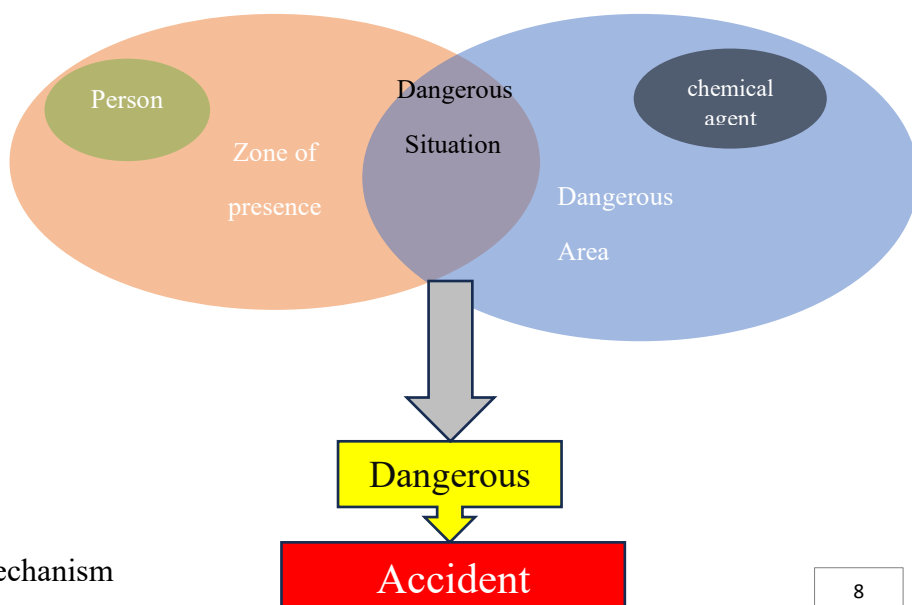 Person
Zone of
presence
Dangerous
Situation
chemical
agent
Dangerous
Area
Dangerous
Accident
echanism
8